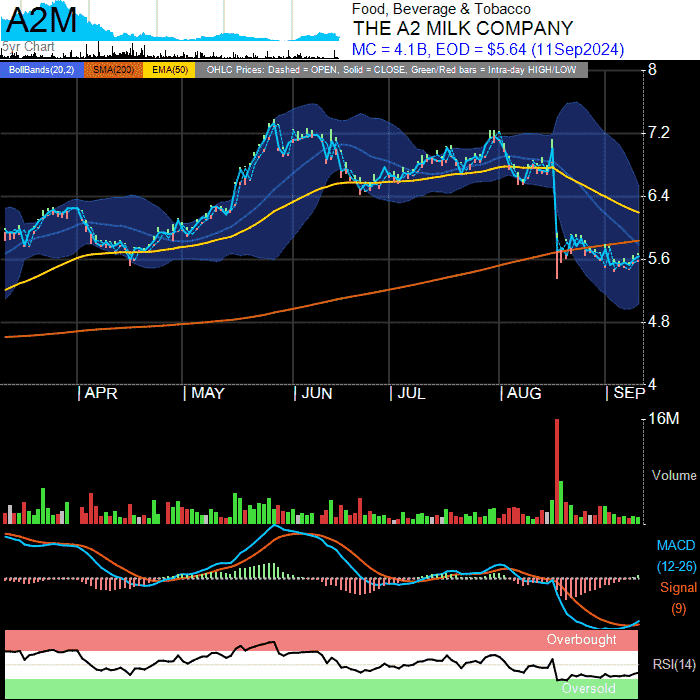 A2M
5yr Chart
Food, Beverage & Tobacco
THE A2 MILK COMPANY
MC = 4.1B, EOD = $5.64 (11Sep2024)
BollBands(20,2) SMA(200) EMA(50) OHLC Prices: Dashed = OPEN, Solid = CLOSE, Green/Red bars = Intra-day HIGH/LOW
8
7.2
6.4
5.6
4.8
4
APR MAY JUN JUL AUG SEP
16M
Volume
MACD
(12-26)
Signal
(9)
Overbought
RSI(14)
Oversold